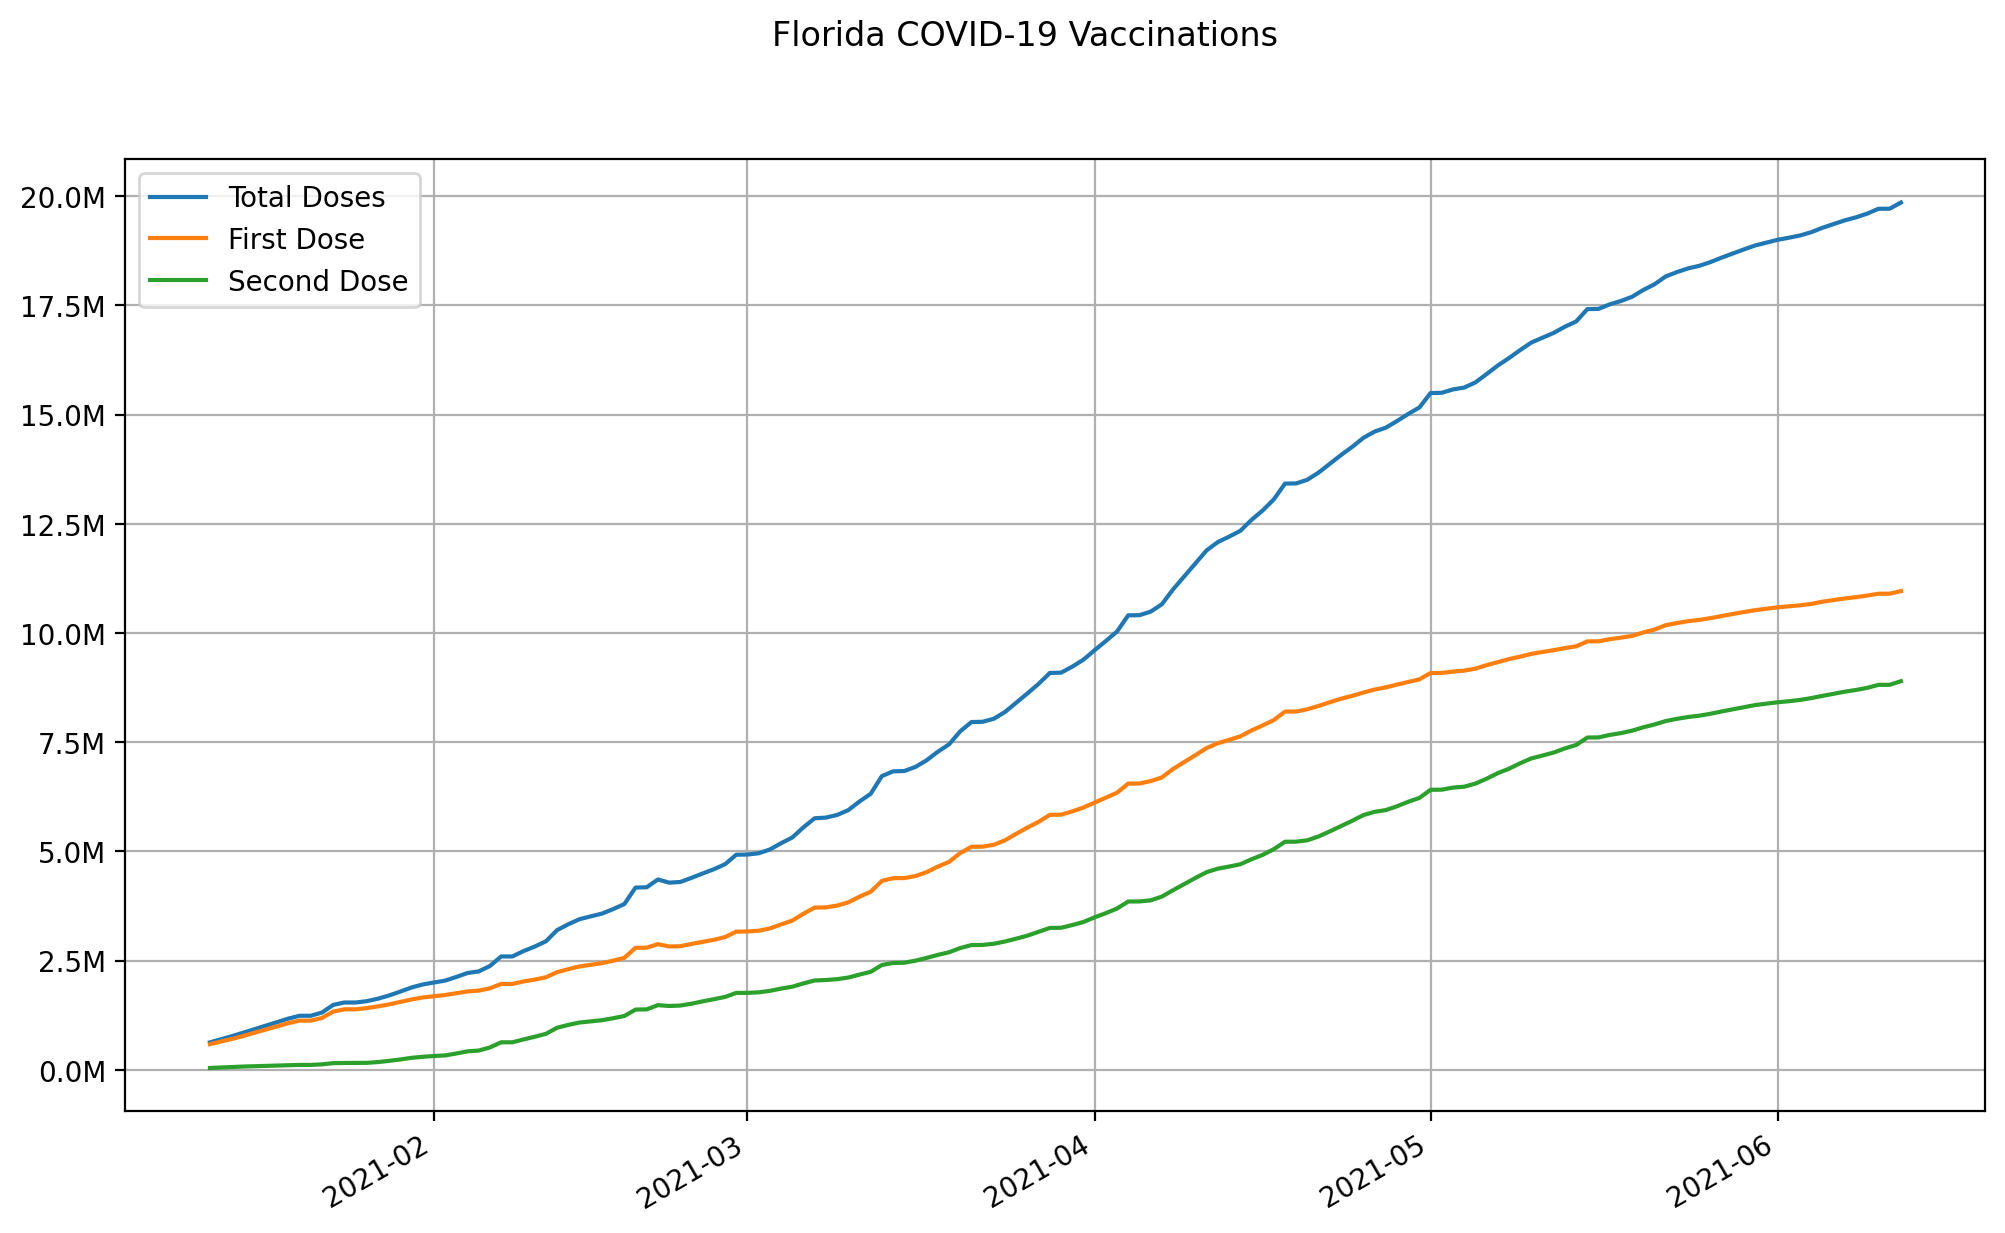 Florida COVID-19 Vaccinations
Total Doses
First Dose
Second Dose
20.0M
17.5M
15.0M
12.5M
10.0M
7.5M
5.0M
2.5M
0.0M
2021-02
2021-03
2021-04
2021-05
2021-06